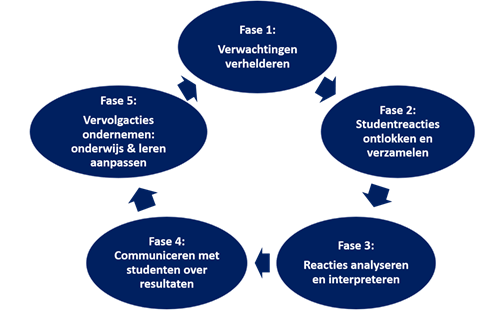 Fase 1:
Verwachtingen
verhelderen
Fase 2:
Studentreacties
ontlokken en
verzamelen
Fase 3:
Reacties analyseren
en interpreteren
Fase 4:
Communiceren met
studenten over
resultaten
Fase 5:
Vervolgacties
ondernemen:
onderwijs & leren
aanpassen